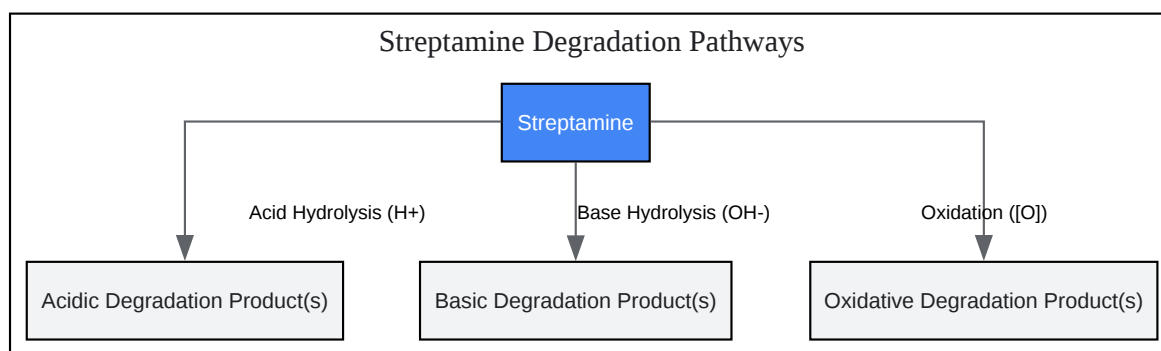 Streptamine Degradation Pathways
Streptamine
Acid Hydrolysis (H+)
Base Hydrolysis (OH-)
Oxidation ([O])
Acidic Degradation Product(s)
Basic Degradation Product(s)
Oxidative Degradation Product(s)